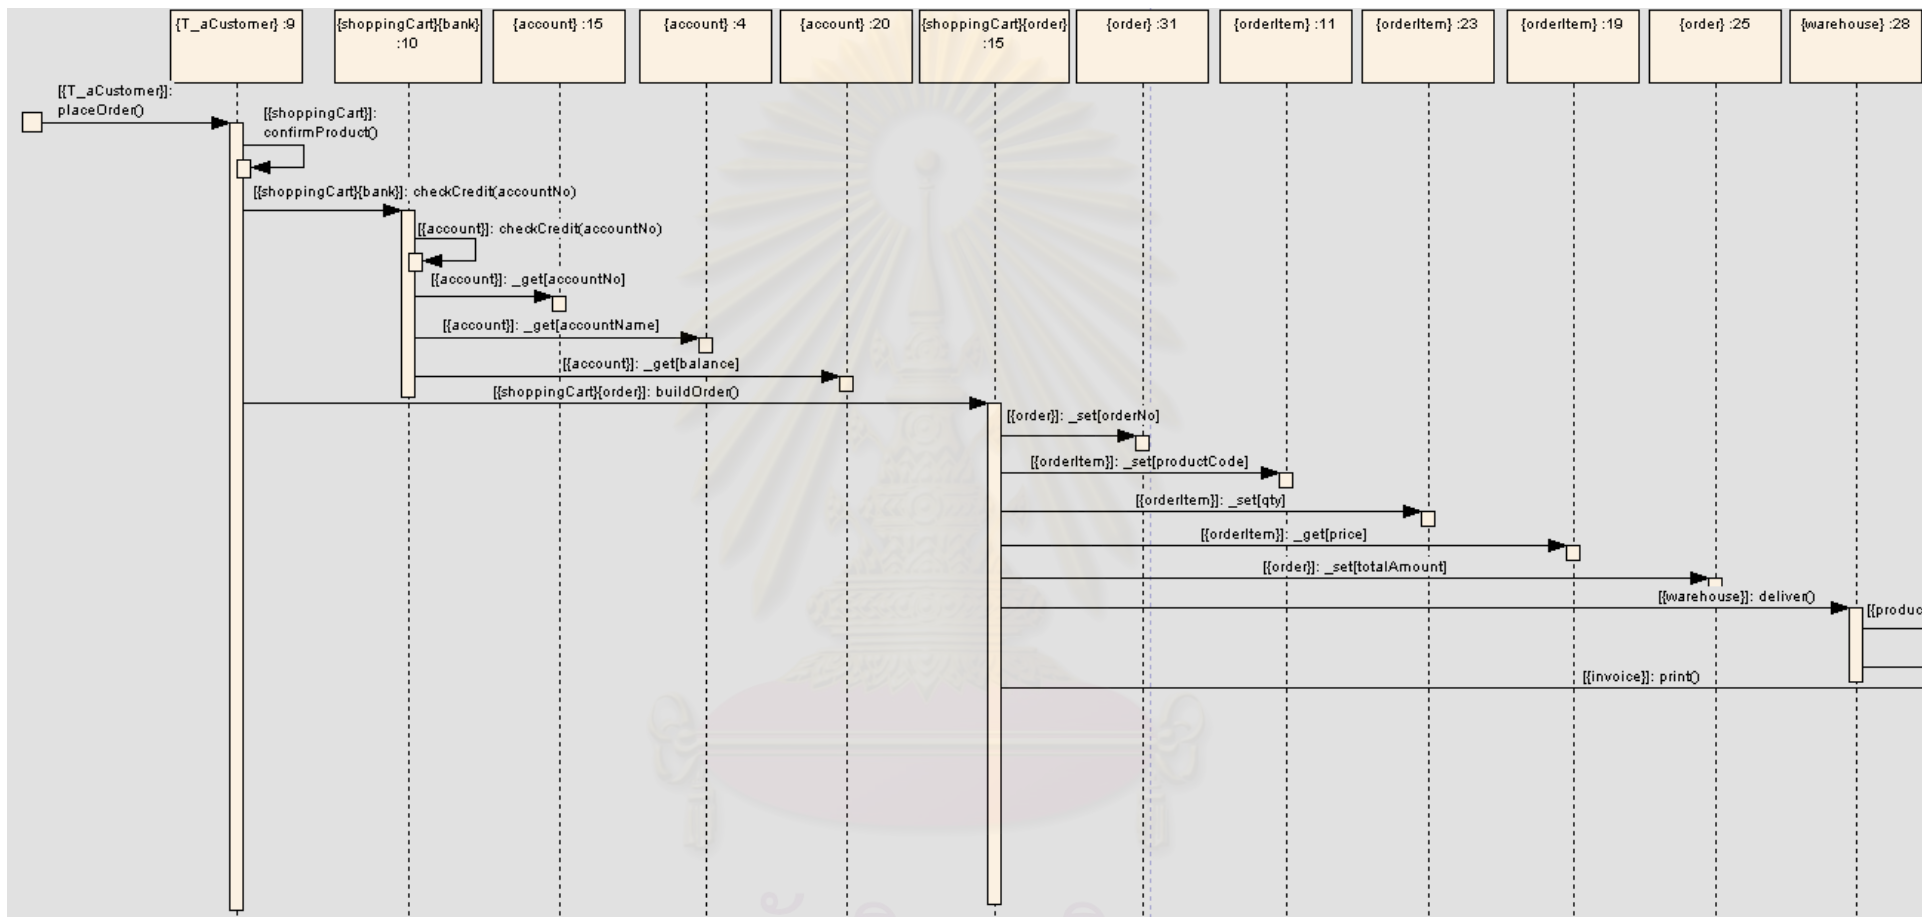 {T_aCustomer} :9
{shoppingCart}{bank}
:10
{account} :15
{account} :4
{account} :20
{shoppingCart}{order}
:15
{order} :31
{orderItem} :11
{orderItem} :23
{orderItem} :19
{order} :25
{warehouse} :28
[{T_aCustomer}]:
placeOrder()
[{shoppingCart}]:
confirmProduct()
[{shoppingCart}{bank}]: checkCredit(accountNo)
[{account}]: checkCredit(accountNo)
[{account}]: _get[accountNo]
[{account}]: _get[accountName]
[{account}]: _get[balance]
[{shoppingCart}{order}]: buildOrder()
[{order}]: _set[orderNo]
[{orderItem}]: _set[productCode]
[{orderItem}]: _set[qty]
[{orderItem}]: _get[price]
[{order}]: _set[totalAmount]
[{warehouse}]: deliver()
[{produc
[{invoice}]: print()